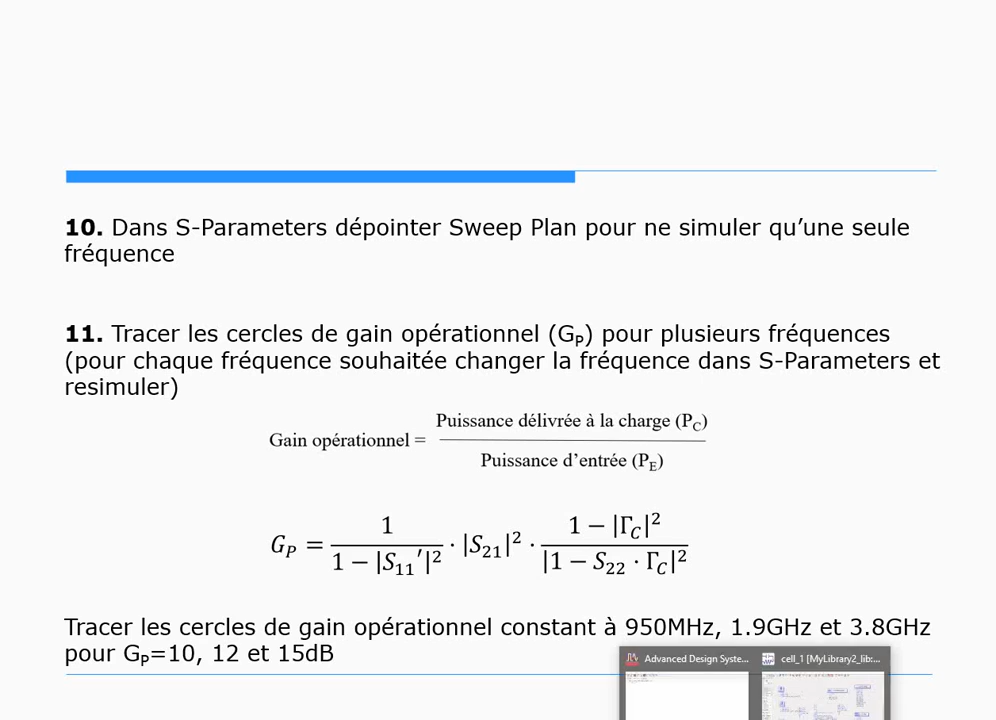 10. Dans S-Parameters dépointer Sweep Plan pour ne simuler qu’une seule
fréquence
11. Tracer les cercles de gain opérationnel (G_P) pour plusieurs fréquences
(pour chaque fréquence souhaitée changer la fréquence dans S-Parameters et
resimuler)
Gain opérationnel = Puissance délivrée à la charge (P_C) / Puissance d’entrée (P_E)
G_P = 1 / (1 − |S_11′|²) · |S_21|² · (1 − |Γ_C|²) / |1 − S_22 · Γ_C|²
Tracer les cercles de gain opérationnel constant à 950MHz, 1.9GHz et 3.8GHz
pour G_P=10, 12 et 15dB
Advanced Design Syste... cell_1 [MyLibrary2_lib:...